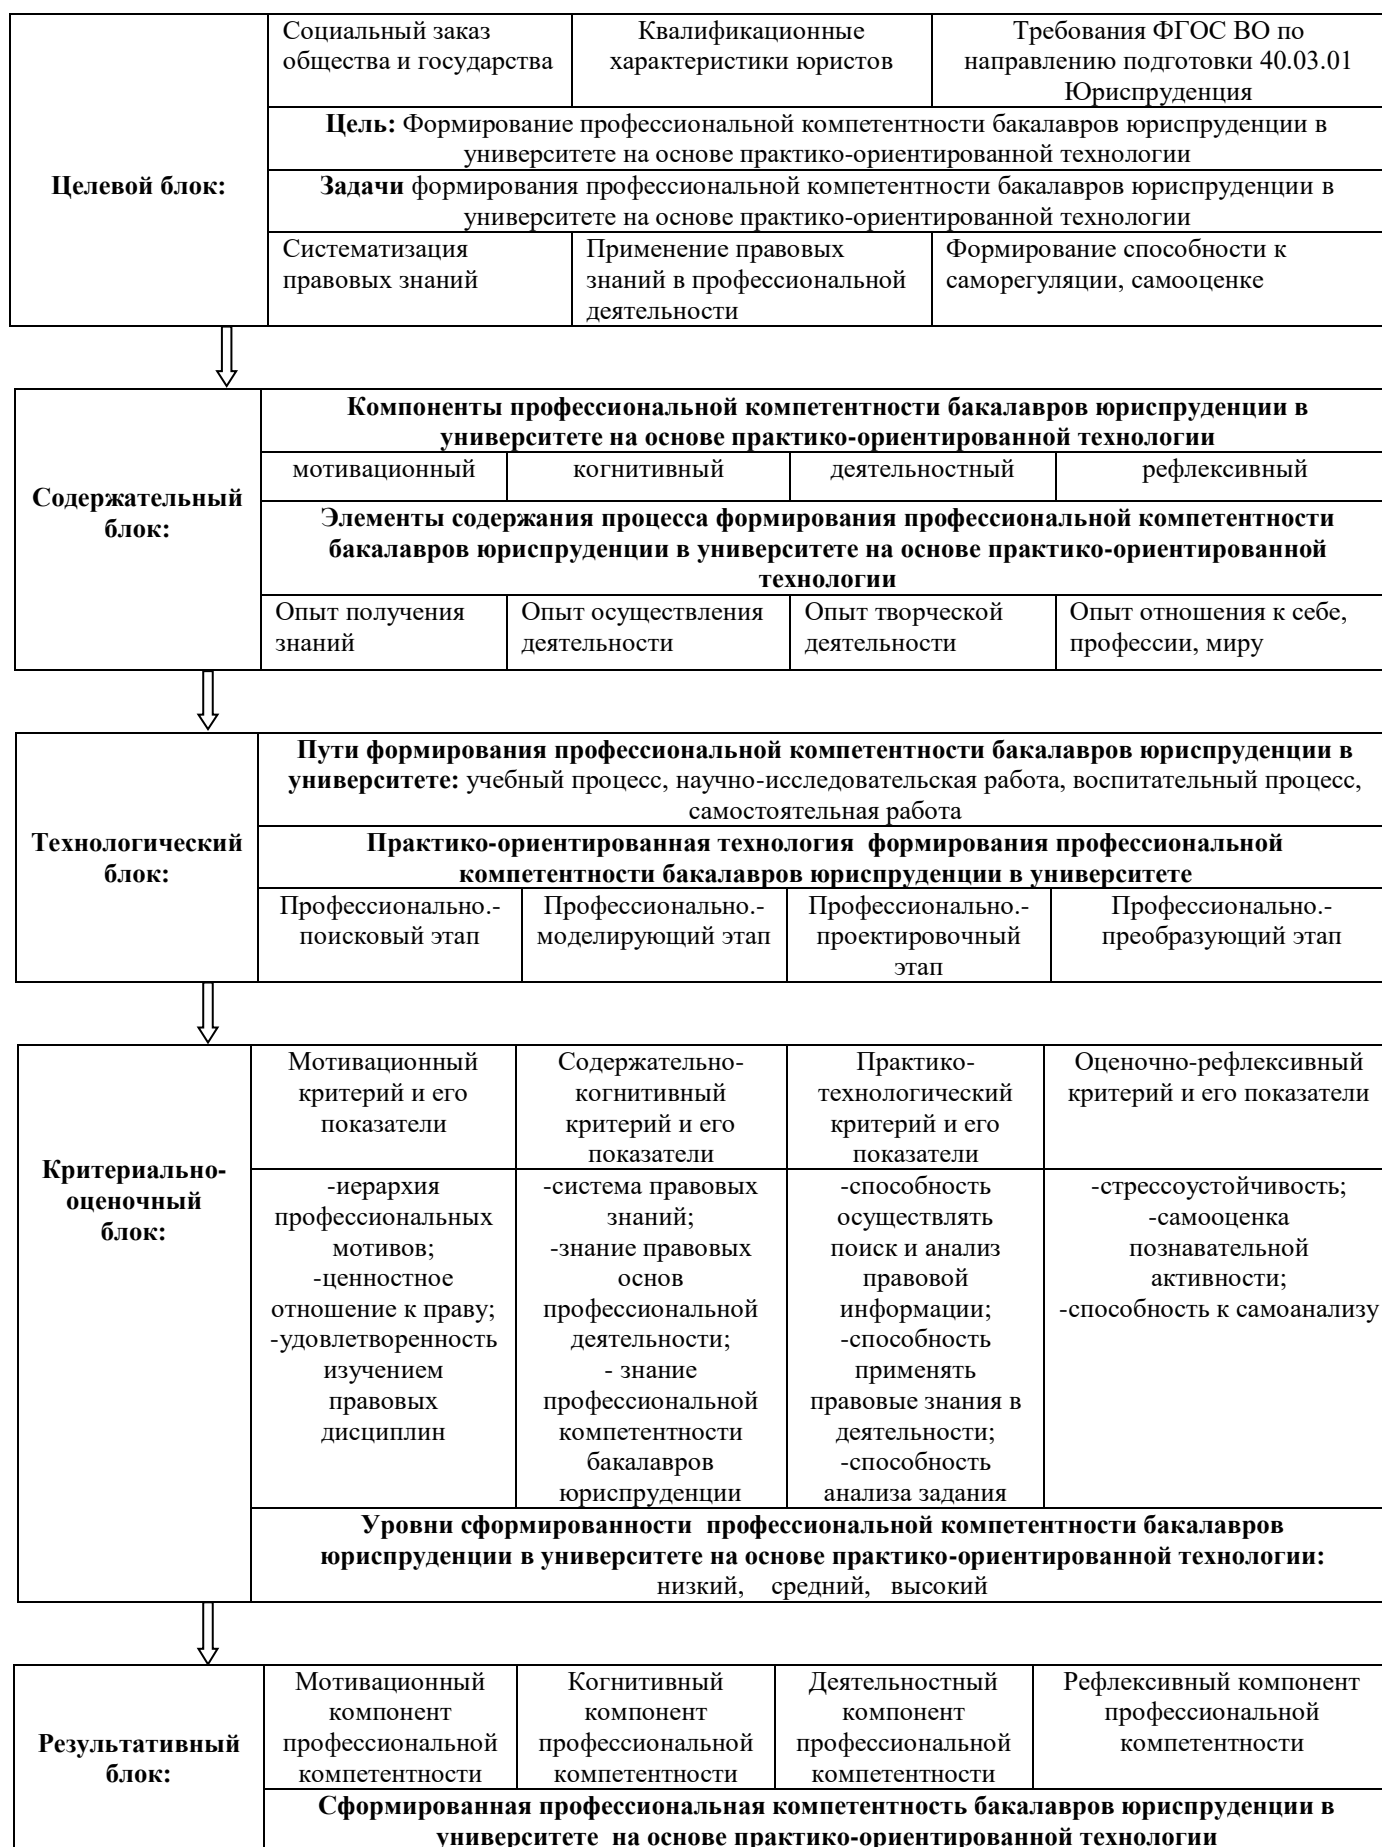 Целевой блок:
Социальный заказ
общества и государства
Квалификационные
характеристики юристов
Требования ФГОС ВО по
направлению подготовки 40.03.01
Юриспруденция
Цель: Формирование профессиональной компетентности бакалавров юриспруденции в
университете на основе практико-ориентированной технологии
Задачи формирования профессиональной компетентности бакалавров юриспруденции в
университете на основе практико-ориентированной технологии
Систематизация
правовых знаний
Применение правовых
знаний в профессиональной
деятельности
Формирование способности к
саморегуляции, самооценке
Содержательный
блок:
Компоненты профессиональной компетентности бакалавров юриспруденции в
университете на основе практико-ориентированной технологии
мотивационный
когнитивный
деятельностный
рефлексивный
Элементы содержания процесса формирования профессиональной компетентности
бакалавров юриспруденции в университете на основе практико-ориентированной
технологии
Опыт получения
знаний
Опыт осуществления
деятельности
Опыт творческой
деятельности
Опыт отношения к себе,
профессии, миру
Технологический
блок:
Пути формирования профессиональной компетентности бакалавров юриспруденции в
университете: учебный процесс, научно-исследовательская работа, воспитательный процесс,
самостоятельная работа
Практико-ориентированная технология  формирования профессиональной
компетентности бакалавров юриспруденции в университете
Профессионально.-
поисковый этап
Профессионально.-
моделирующий этап
Профессионально.-
проектировочный
этап
Профессионально.-
преобразующий этап
Критериально-
оценочный
блок:
Мотивационный
критерий и его
показатели
Содержательно-
когнитивный
критерий и его
показатели
Практико-
технологический
критерий и его
показатели
Оценочно-рефлексивный
критерий и его показатели
-иерархия
профессиональных
мотивов;
-ценностное
отношение к праву;
-удовлетворенность
изучением
правовых
дисциплин
-система правовых
знаний;
-знание правовых
основ
профессиональной
деятельности;
- знание
профессиональной
компетентности
бакалавров
юриспруденции
-способность
осуществлять
поиск и анализ
правовой
информации;
-способность
применять
правовые знания в
деятельности;
-способность
анализа задания
-стрессоустойчивость;
-самооценка
познавательной
активности;
-способность к самоанализу
Уровни сформированности  профессиональной компетентности бакалавров
юриспруденции в университете на основе практико-ориентированной технологии:
низкий,    средний,   высокий
Результативный
блок:
Мотивационный
компонент
профессиональной
компетентности
Когнитивный
компонент
профессиональной
компетентности
Деятельностный
компонент
профессиональной
компетентности
Рефлексивный компонент
профессиональной
компетентности
Сформированная профессиональная компетентность бакалавров юриспруденции в
университете  на основе практико-ориентированной технологии